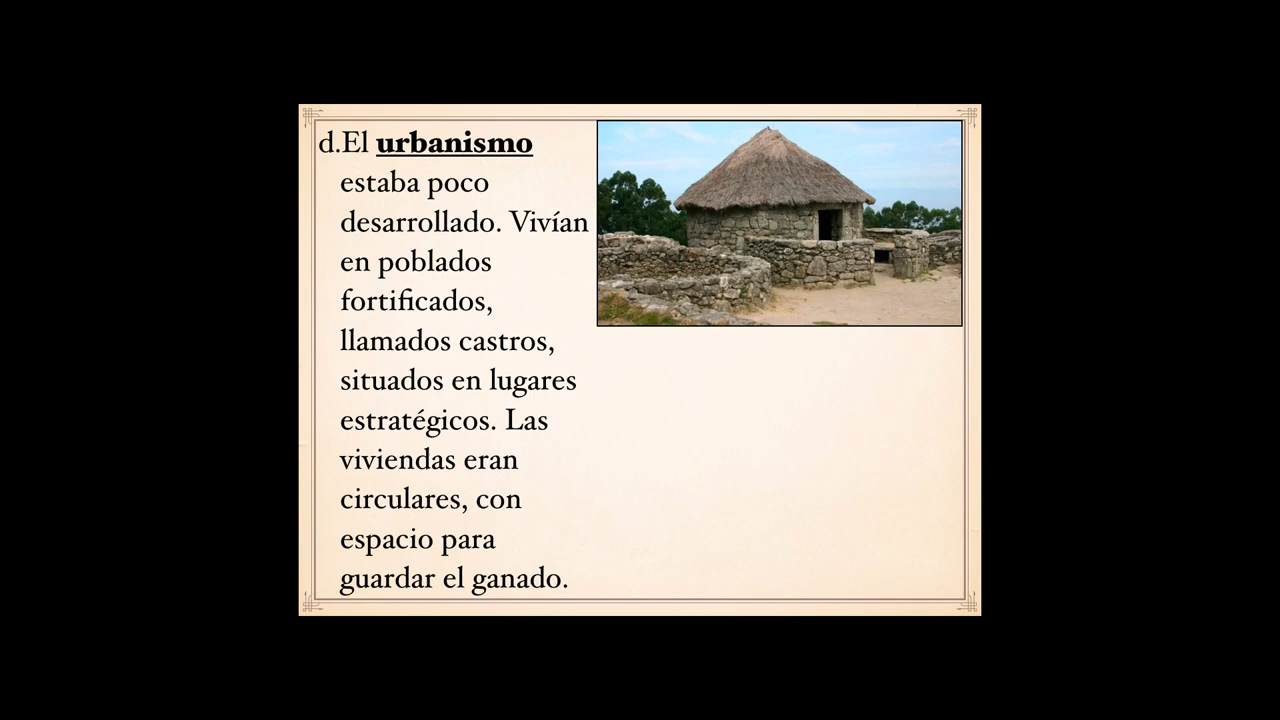 d.El urbanismo
estaba poco
desarrollado. Vivían
en poblados
fortificados,
llamados castros,
situados en lugares
estratégicos. Las
viviendas eran
circulares, con
espacio para
guardar el ganado.